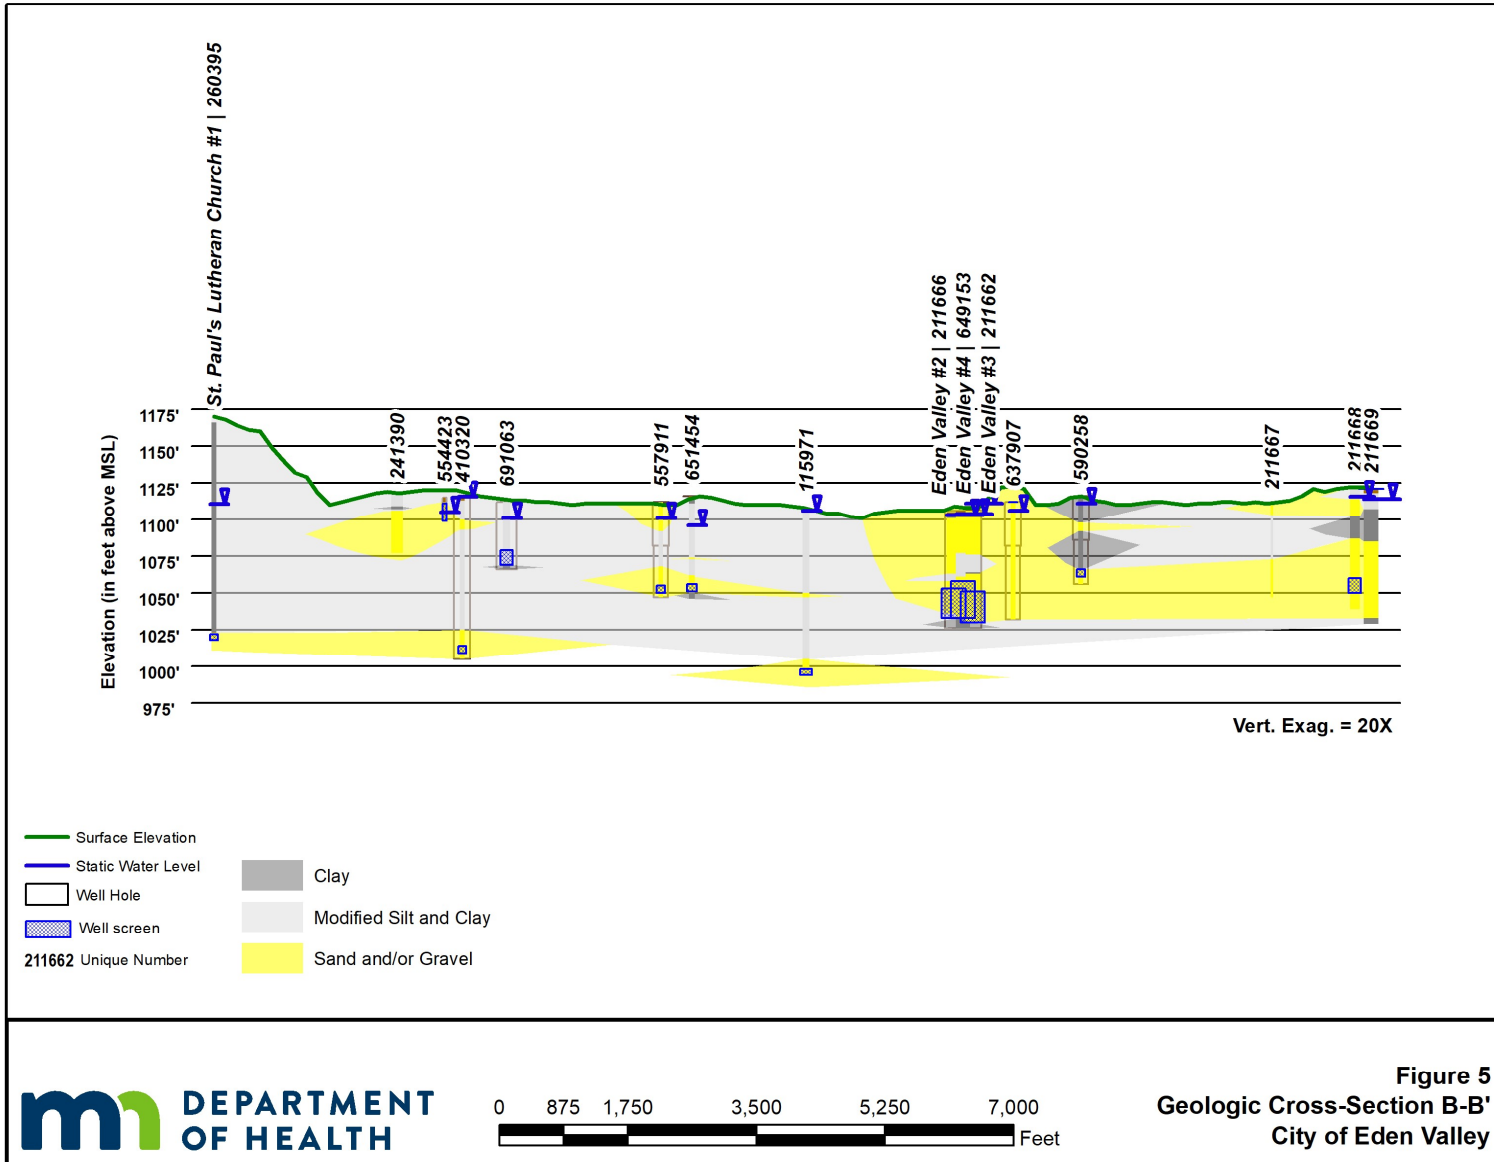 St. Paul's Lutheran Church #1 | 260395
241390
554423
410320
691063
557911
651454
115971
Eden Valley #2 | 211666
Eden Valley #4 | 649153
Eden Valley #3 | 211662
637907
590258
211667
211668
211669
Elevation (in feet above MSL)
1175'
1150'
1125'
1100'
1075'
1050'
1025'
1000'
975'
Vert. Exag. = 20X
Surface Elevation
Static Water Level
Well Hole
Well screen
211662 Unique Number
Clay
Modified Silt and Clay
Sand and/or Gravel
mn
DEPARTMENT
OF HEALTH
0 875 1,750 3,500 5,250 7,000
Feet
Figure 5
Geologic Cross-Section B-B'
City of Eden Valley